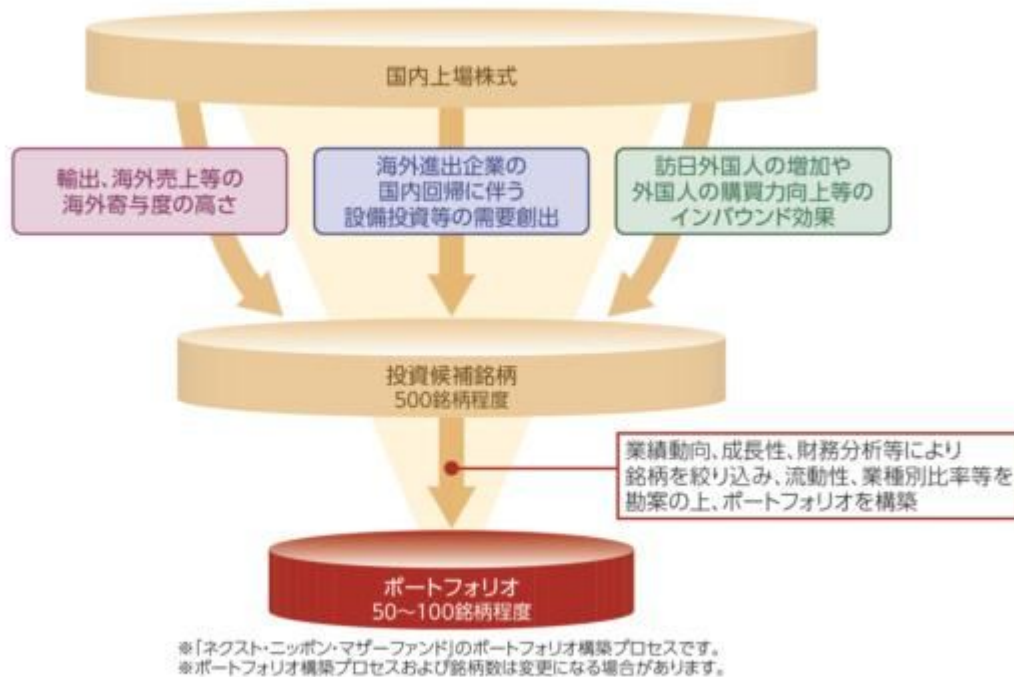 国内上場株式
輸出、海外売上等の
海外寄与度の高さ
海外進出企業の
国内回帰に伴う
設備投資等の需要創出
訪日外国人の増加や
外国人の購買力向上等の
インバウンド効果
投資候補銘柄
500銘柄程度
業績動向、成長性、財務分析等により
銘柄を絞り込み、流動性、業種別比率等を
勘案の上、ポートフォリオを構築
ポートフォリオ
50〜100銘柄程度
※「ネクスト・ニッポン・マザーファンド」のポートフォリオ構築プロセスです。
※ポートフォリオ構築プロセスおよび銘柄数は変更になる場合があります。